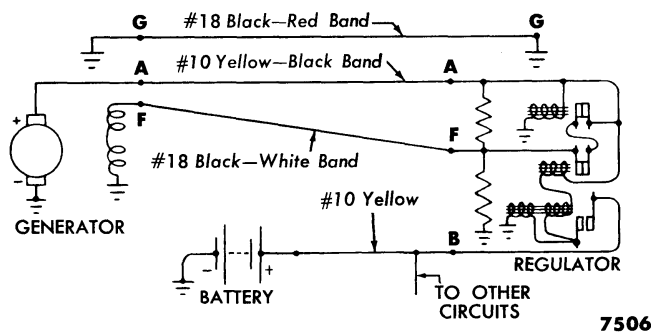 #18 Black—Red Band
G
G
#10 Yellow—Black Band
A
A
+
F
F
#18 Black—White Band
−
GENERATOR
#10 Yellow
B
REGULATOR
− +
BATTERY
TO OTHER
CIRCUITS
7506